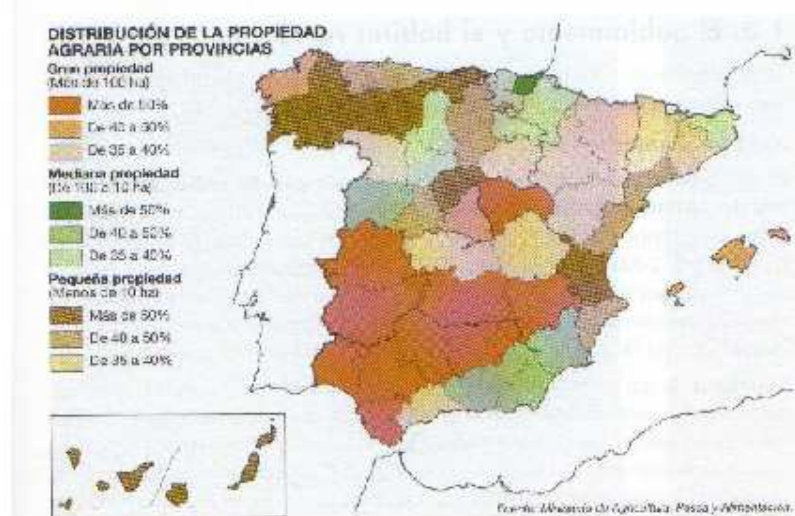 DISTRIBUCIÓN DE LA PROPIEDAD
AGRARIA POR PROVINCIAS
Gran propiedad
(Más de 100 ha)
Más de 50%
De 40 a 50%
De 35 a 40%
Mediana propiedad
(De 100 a 10 ha)
Más de 50%
De 40 a 50%
De 35 a 40%
Pequeña propiedad
(Menos de 10 ha)
Más de 50%
De 40 a 50%
De 35 a 40%
Fuente: Ministerio de Agricultura, Pesca y Alimentación.